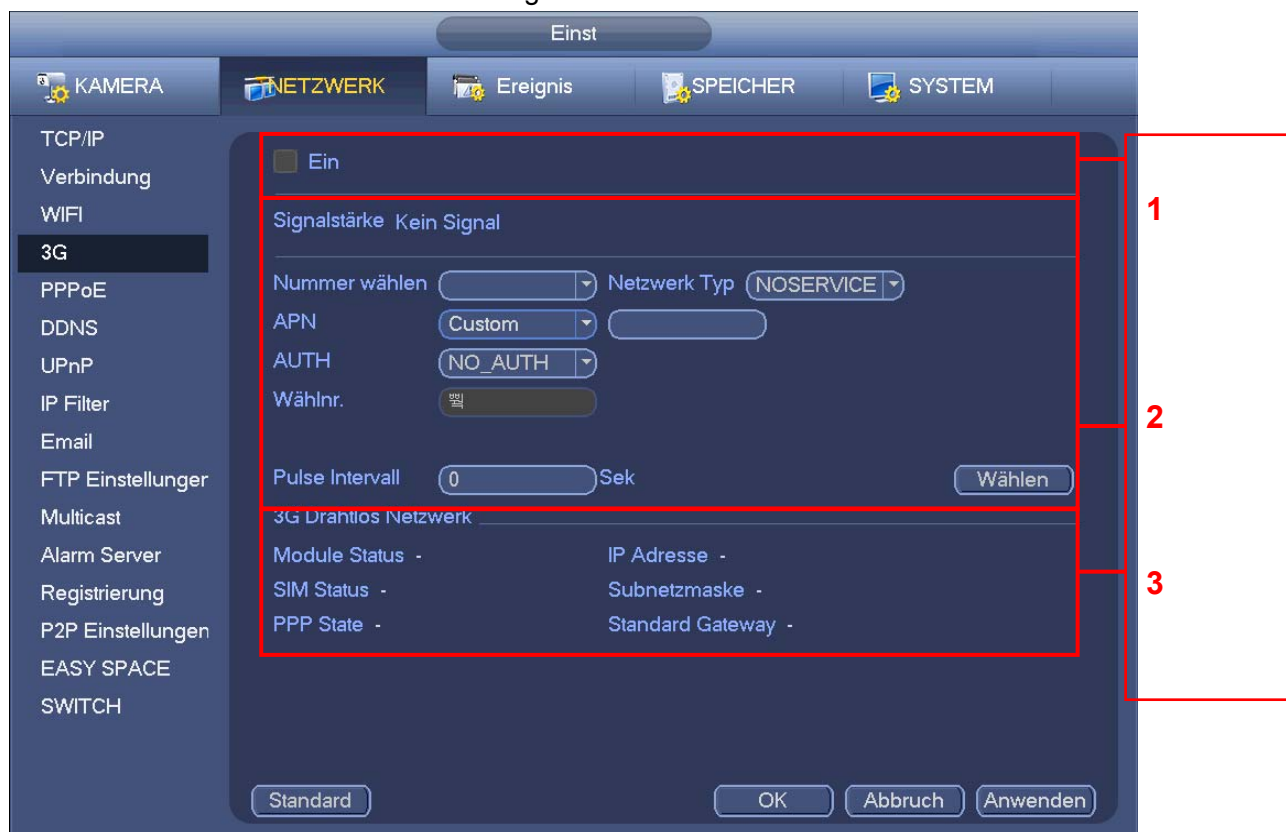 Einst
KAMERA NETZWERK Ereignis SPEICHER SYSTEM
TCP/IP
Verbindung
WIFI
3G
PPPoE
DDNS
UPnP
IP Filter
Email
FTP Einstellunger
Multicast
Alarm Server
Registrierung
P2P Einstellungen
EASY SPACE
SWITCH
Ein
Signalstärke Kein Signal
Nummer wählen Netzwerk Typ NOSERVICE
APN Custom
AUTH NO_AUTH
Wählnr.
Pulse Intervall 0 Sek Wählen
3G Drahtlos Netzwerk
Module Status - IP Adresse -
SIM Status - Subnetzmaske -
PPP State - Standard Gateway -
Standard OK Abbruch Anwenden
1
2
3